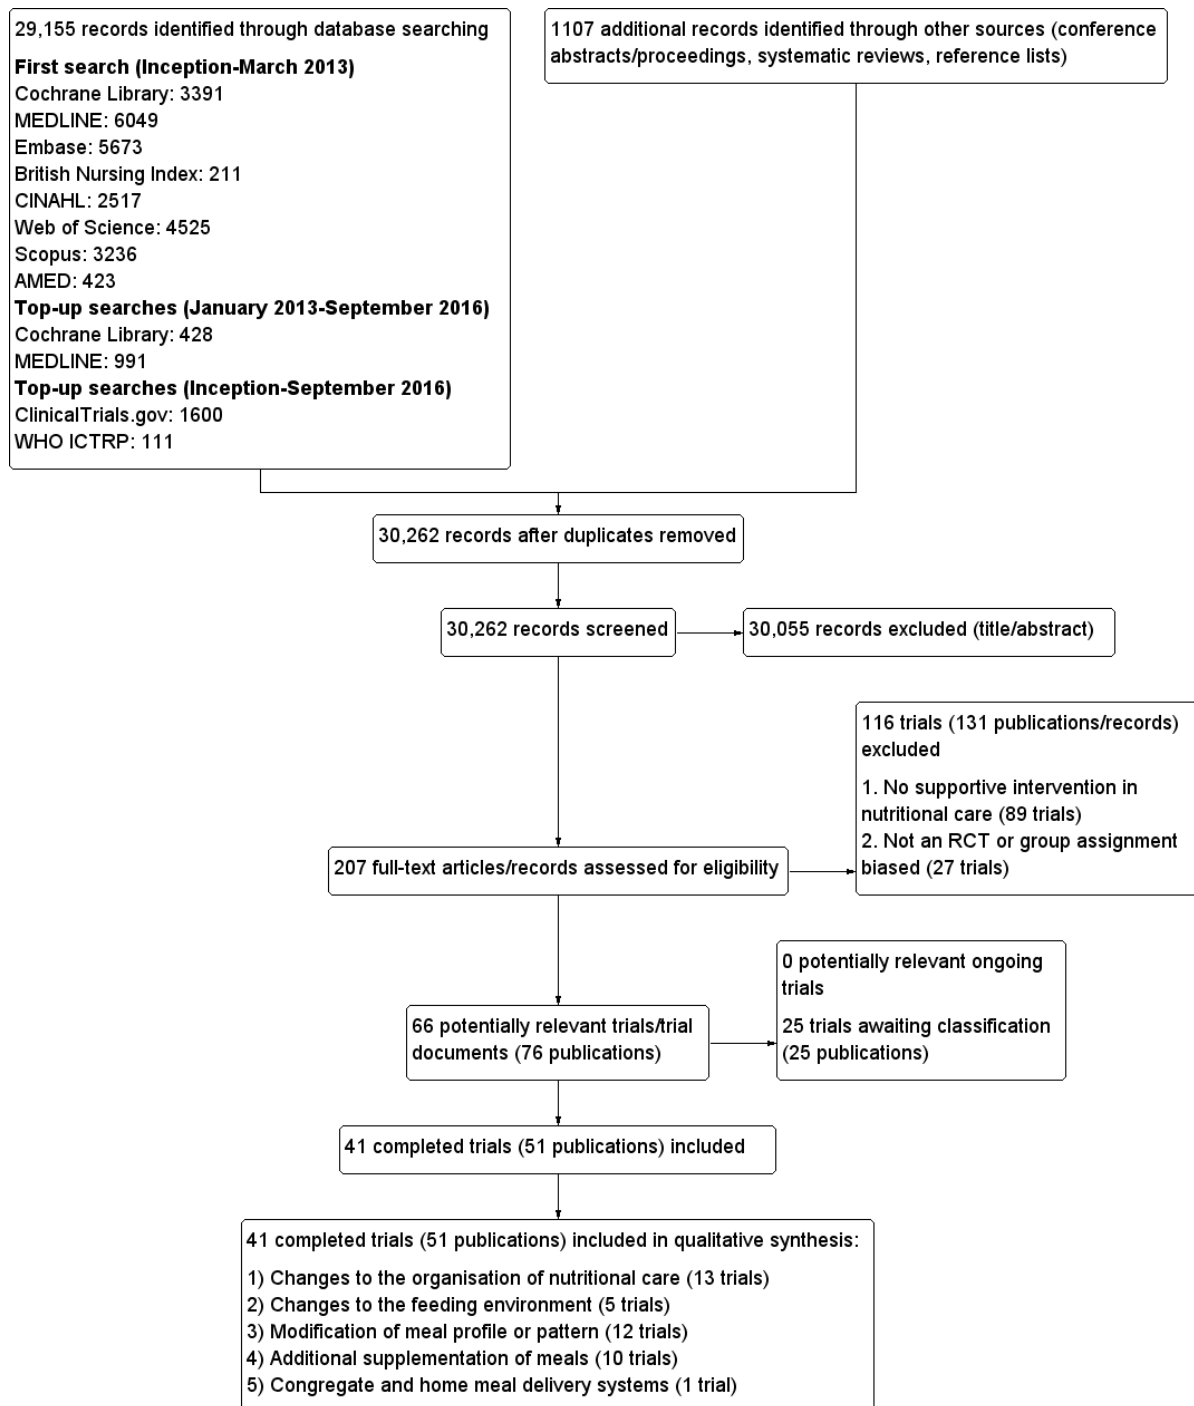 29,155 records identified through database searching
First search (Inception-March 2013)
Cochrane Library: 3391
MEDLINE: 6049
Embase: 5673
British Nursing Index: 211
CINAHL: 2517
Web of Science: 4525
Scopus: 3236
AMED: 423
Top-up searches (January 2013-September 2016)
Cochrane Library: 428
MEDLINE: 991
Top-up searches (Inception-September 2016)
ClinicalTrials.gov: 1600
WHO ICTRP: 111
1107 additional records identified through other sources (conference
abstracts/proceedings, systematic reviews, reference lists)
30,262 records after duplicates removed
30,262 records screened
30,055 records excluded (title/abstract)
116 trials (131 publications/records)
excluded
1. No supportive intervention in
nutritional care (89 trials)
2. Not an RCT or group assignment
biased (27 trials)
207 full-text articles/records assessed for eligibility
0 potentially relevant ongoing
trials
25 trials awaiting classification
(25 publications)
66 potentially relevant trials/trial
documents (76 publications)
41 completed trials (51 publications) included
41 completed trials (51 publications) included in qualitative synthesis:
1) Changes to the organisation of nutritional care (13 trials)
2) Changes to the feeding environment (5 trials)
3) Modification of meal profile or pattern (12 trials)
4) Additional supplementation of meals (10 trials)
5) Congregate and home meal delivery systems (1 trial)